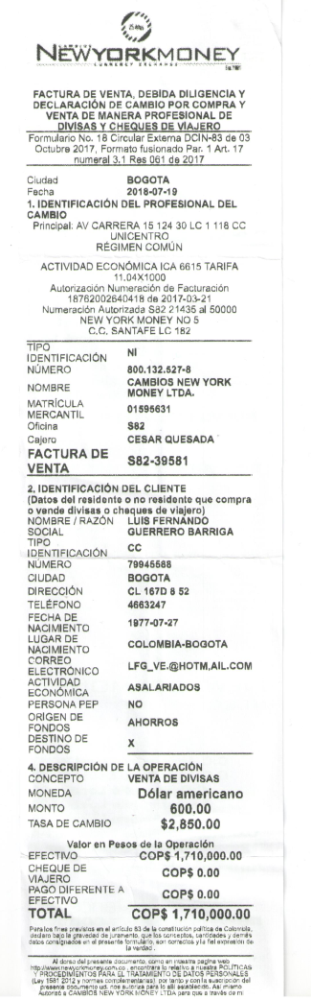 25 Años
CAMBIOS
NEWYORKMONEY
CURRENCY EXCHANGE
FACTURA DE VENTA, DEBIDA DILIGENCIA Y
DECLARACIÓN DE CAMBIO POR COMPRA Y
VENTA DE MANERA PROFESIONAL DE
DIVISAS Y CHEQUES DE VIAJERO
Formulario No. 18 Circular Externa DCIN-83 de 03
Octubre 2017, Formato fusionado Par. 1 Art. 17
numeral 3.1 Res 061 de 2017
Ciudad BOGOTA
Fecha 2018-07-19
1. IDENTIFICACIÓN DEL PROFESIONAL DEL
CAMBIO
Principal: AV CARRERA 15 124 30 LC 1 118 CC
UNICENTRO
RÉGIMEN COMÚN
ACTIVIDAD ECONÓMICA ICA 6615 TARIFA
11.04X1000
Autorización Numeración de Facturación
18762002640418 de 2017-03-21
Numeración Autorizada S82 21435 al 50000
NEW YORK MONEY NO 5
C.C. SANTAFE LC 182
TIPO
IDENTIFICACIÓN NI
NÚMERO 800.132.527-8
NOMBRE CAMBIOS NEW YORK
MONEY LTDA.
MATRÍCULA
MERCANTIL 01595631
Oficina S82
Cajero CESAR QUESADA
FACTURA DE
VENTA S82-39581
2. IDENTIFICACIÓN DEL CLIENTE
(Datos del residente o no residente que compra
o vende divisas o cheques de viajero)
NOMBRE / RAZÓN LUIS FERNANDO
SOCIAL GUERRERO BARRIGA
TIPO
IDENTIFICACIÓN CC
NÚMERO 79945588
CIUDAD BOGOTA
DIRECCIÓN CL 167D 8 52
TELÉFONO 4663247
FECHA DE
NACIMIENTO 1977-07-27
LUGAR DE
NACIMIENTO COLOMBIA-BOGOTA
CORREO
ELECTRÓNICO LFG_VE.@HOTM,AIL.COM
ACTIVIDAD
ECONÓMICA ASALARIADOS
PERSONA PEP NO
ORIGEN DE
FONDOS AHORROS
DESTINO DE
FONDOS X
4. DESCRIPCIÓN DE LA OPERACIÓN
CONCEPTO VENTA DE DIVISAS
MONEDA Dólar americano
MONTO 600.00
TASA DE CAMBIO $2,850.00
Valor en Pesos de la Operación
EFECTIVO COP$ 1,710,000.00
CHEQUE DE
VIAJERO COP$ 0.00
PAGO DIFERENTE A
EFECTIVO COP$ 0.00
TOTAL COP$ 1,710,000.00
Para los fines previstos en el artículo 83 de la constitución política de Colombia,
declaro bajo la gravedad de juramento, que los conceptos, cantidades y demás
datos consignados en el presente formulario, son correctos y la fiel expresión de
la verdad .
Al dorso del presente documento, como en nuestra pagina web
http://www.newyorkmoney.com.co , encontrara lo relativo a nuestra POLÍTICAS
Y PROCEDIMIENTOS PARA EL TRATAMIENTO DE DATOS PERSONALES
(Ley 1581 2012 y normes complementarias), por tanto y con la suscripción del
presente documento ud. nos autoriza para lo allí establecido. Así mismo
Autorizó a CAMBIOS NEW YORK MONEY LTDA para que a través de mi